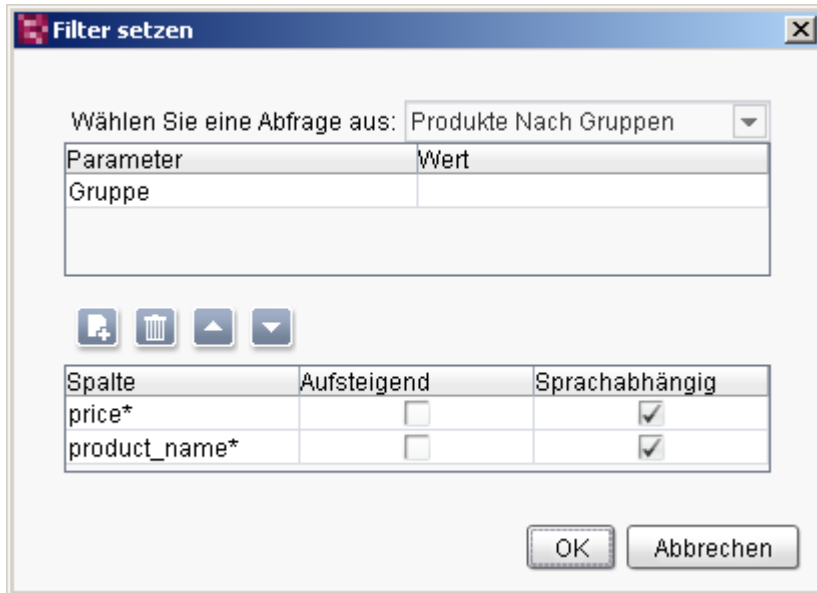 Filter setzen
Wählen Sie eine Abfrage aus: Produkte Nach Gruppen
Parameter Wert
Gruppe
Spalte Aufsteigend Sprachabhängig
price*
product_name*
OK Abbrechen